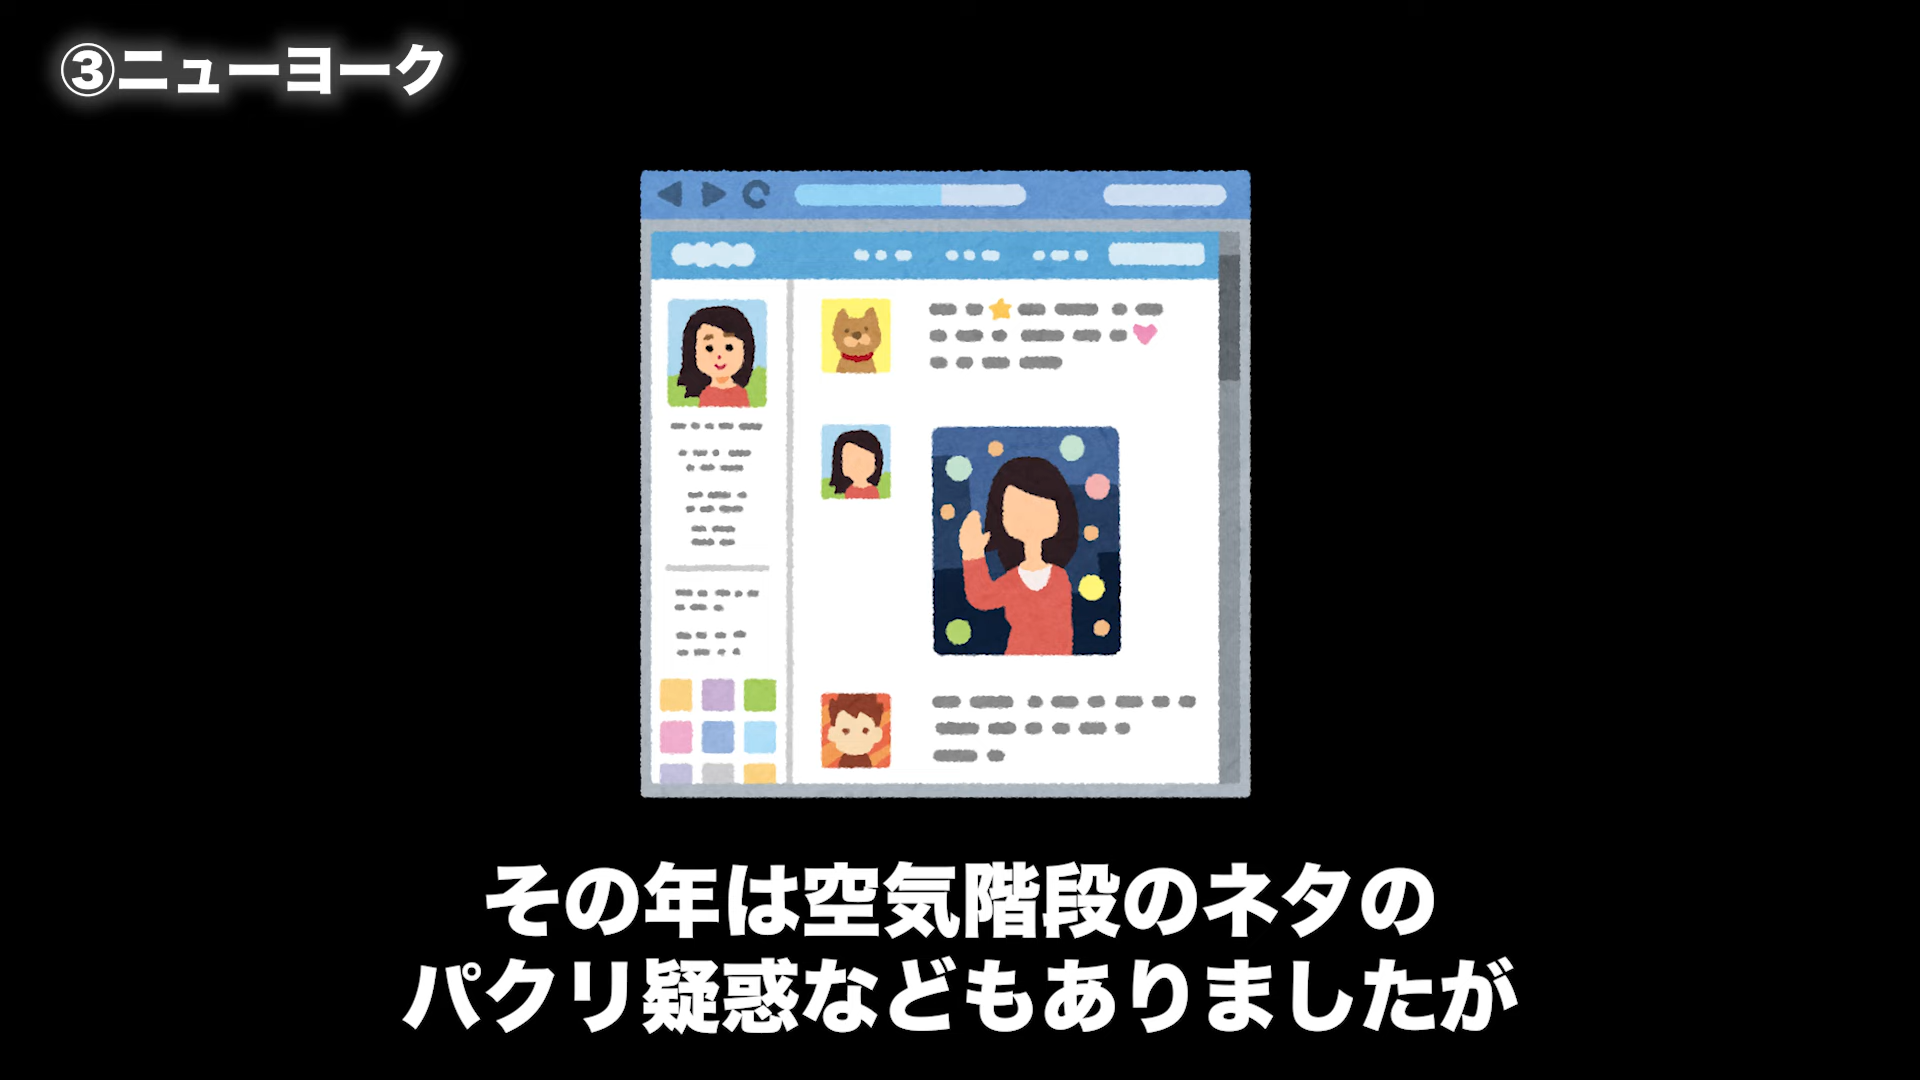 ③ニューヨーク
その年は空気階段のネタの
パクリ疑惑などもありましたが